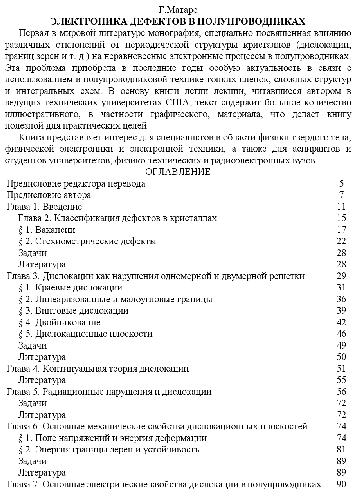 Г.Матаре
ЭЛЕКТРОНИКА ДЕФЕКТОВ В ПОЛУПРОВОДНИКАХ
Первая в мировой литературе монография, специально посвященная влиянию
различных отклонений от периодической структуры кристаллов (дислокации,
границ зерен и т. д.) на неравновесные электронные процессы в полупроводниках.
Эта проблема приобрела в последние годы особую актуальность в связи с
использованием в полупроводниковой технике тонких пленок, сложных структур
и интегральных схем. В основу книги легли лекции, читавшиеся автором в
ведущих технических университетах США; текст содержит большое количество
иллюстративного, в частности графического, материала, что делает книгу
полезной для практических целей.
Книга представляет интерес для специалистов в области физики твердого тела,
физической электроники и электронной техники, а также для аспирантов и
студентов университетов, физико-технических и радиоэлектронных вузов.
ОГЛАВЛЕНИЕ
Предисловие редактора перевода 5
Предисловие автора 7
Глава 1. Введение 11
Глава 2. Классификация дефектов в кристаллах 15
§ 1. Вакансии 17
§ 2. Стехиометрические дефекты 22
Задачи 28
Литература 28
Глава 3. Дислокации как нарушения одномерной и двумерной решетки 29
§ 1. Краевые дислокации 31
§ 2. Линеаризованные и малоугловые границы 36
§ 3. Винтовые дислокации 39
§ 4. Двойникование 42
§ 5. Дислокационные плоскости 46
Задачи 49
Литература 50
Глава 4. Континуальная теория дислокаций 51
Литература 55
Глава 5. Радиационные нарушения и дислокации 56
Задачи 72
Литература 72
Глава 6. Основные механические свойства дислокационных плоскостей 74
§ 1. Поле напряжений и энергия деформации 74
§ 2. Энергия границы зерен и устойчивость 81
Задачи 89
Литература 89
Глава 7. Основные электрические свойства дислокации в полупроводниках 90